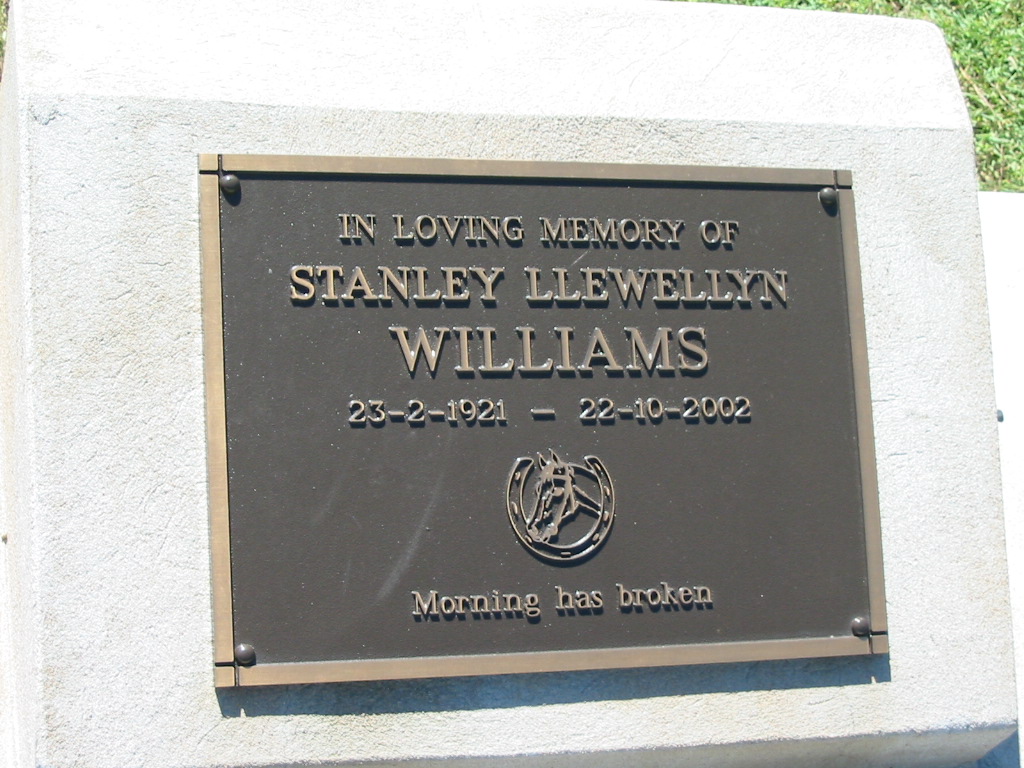 IN LOVING MEMORY OF
STANLEY LLEWELLYN
WILLIAMS
23-2-1921 - 22-10-2002
Morning has broken